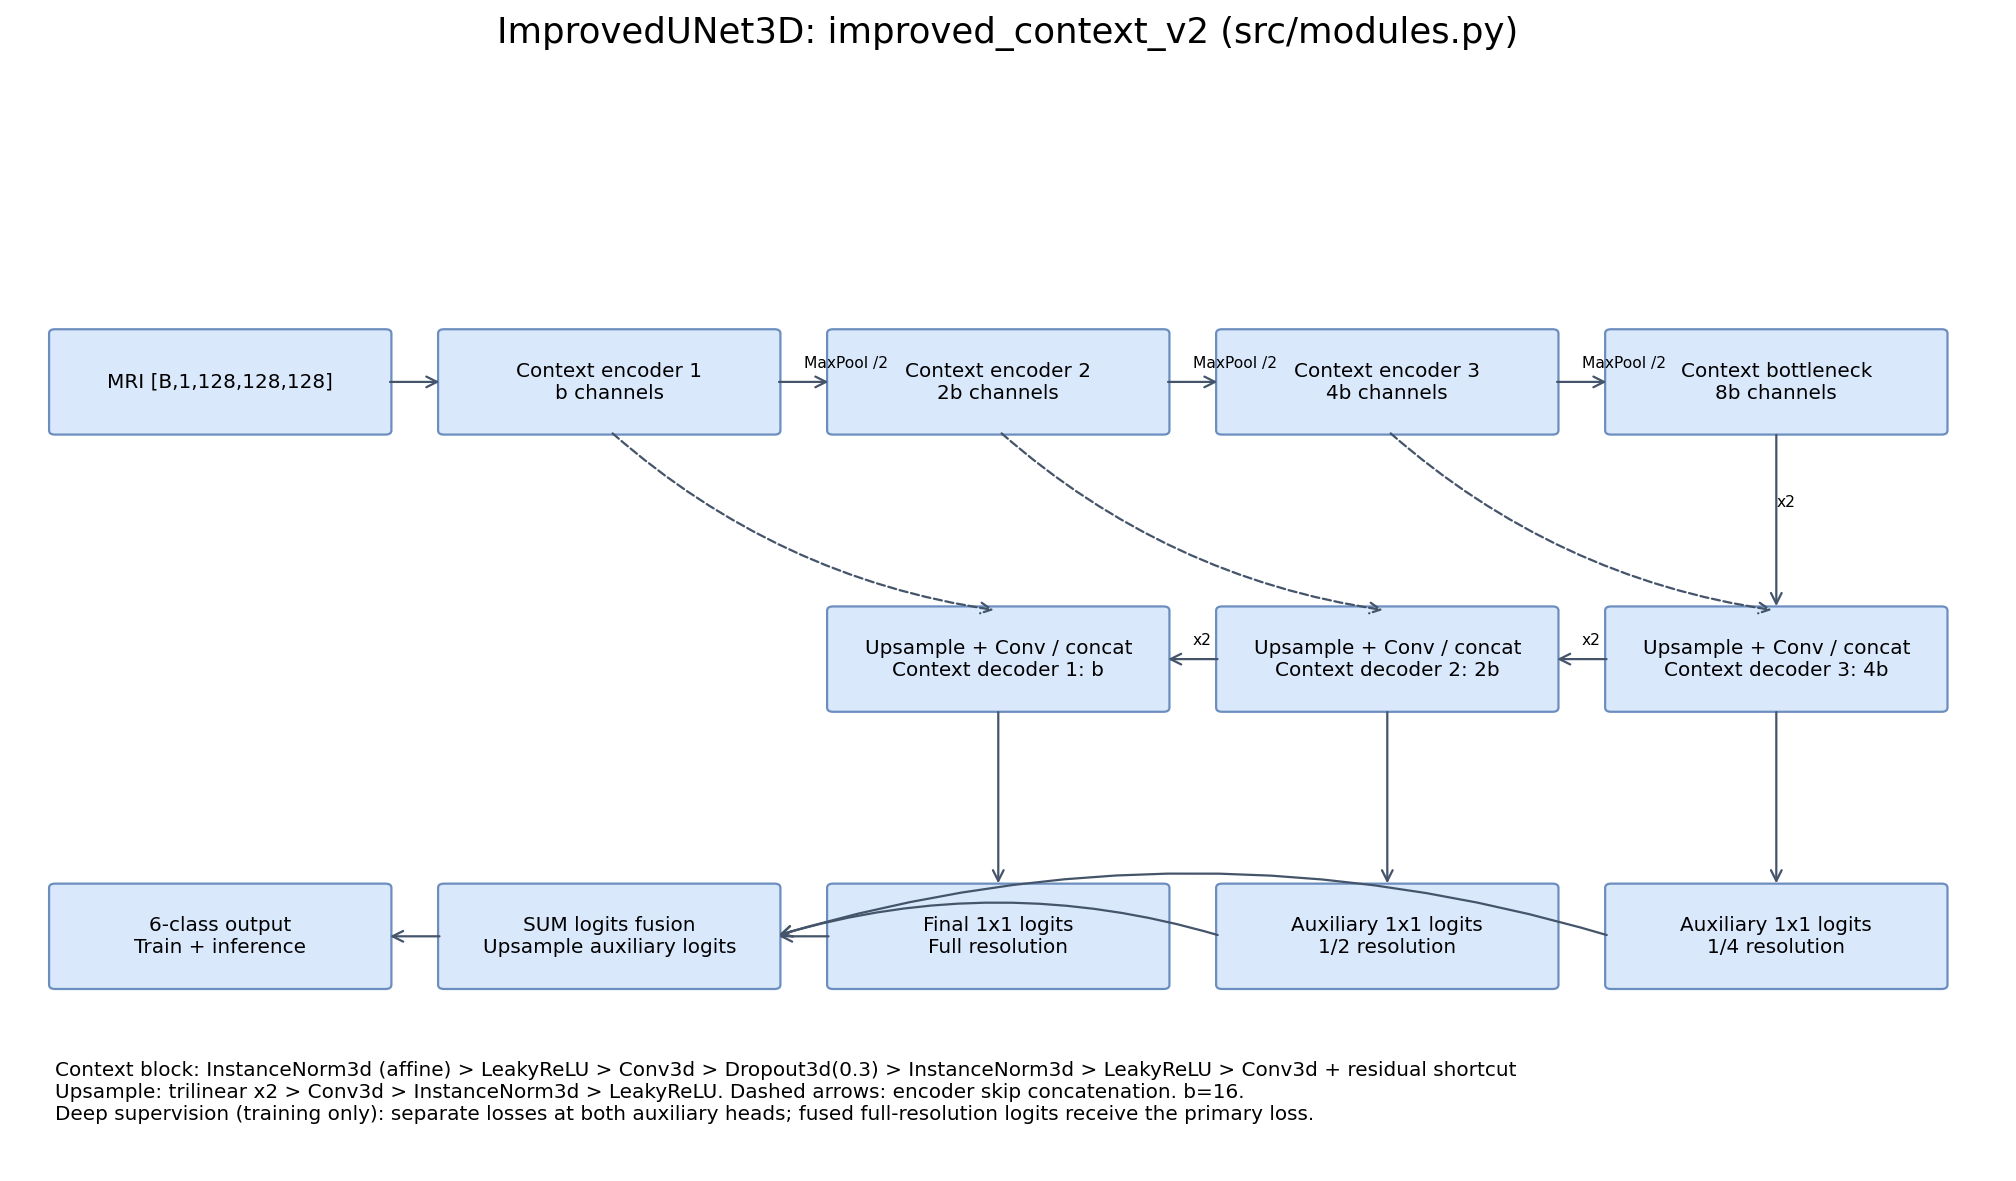 ImprovedUNet3D: improved_context_v2 (src/modules.py)
MRI [B,1,128,128,128]
Context encoder 1
b channels
MaxPool /2
Context encoder 2
2b channels
MaxPool /2
Context encoder 3
4b channels
MaxPool /2
Context bottleneck
8b channels
x2
Upsample + Conv / concat
Context decoder 1: b
x2
Upsample + Conv / concat
Context decoder 2: 2b
x2
Upsample + Conv / concat
Context decoder 3: 4b
6-class output
Train + inference
SUM logits fusion
Upsample auxiliary logits
Final 1x1 logits
Full resolution
Auxiliary 1x1 logits
1/2 resolution
Auxiliary 1x1 logits
1/4 resolution
Context block: InstanceNorm3d (affine) > LeakyReLU > Conv3d > Dropout3d(0.3) > InstanceNorm3d > LeakyReLU > Conv3d + residual shortcut
Upsample: trilinear x2 > Conv3d > InstanceNorm3d > LeakyReLU. Dashed arrows: encoder skip concatenation. b=16.
Deep supervision (training only): separate losses at both auxiliary heads; fused full-resolution logits receive the primary loss.